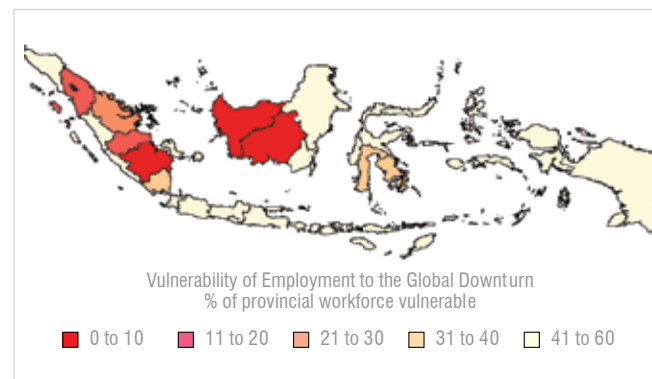 Vulnerability of Employment to the Global Downturn
% of provincial workforce vulnerable
0 to 10 11 to 20 21 to 30 31 to 40 41 to 60